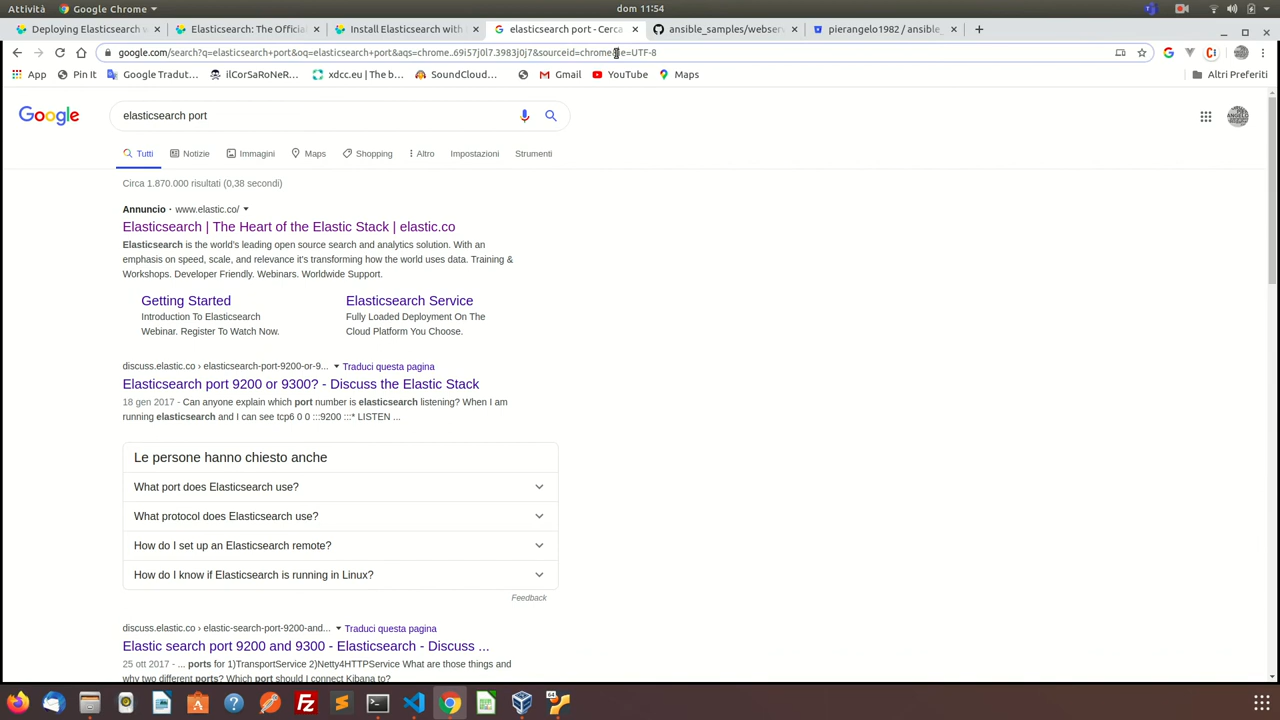 Attività Google Chrome dom 11:54
Deploying Elasticsearch w Elasticsearch: The Officia Install Elasticsearch with elasticsearch port - Cerca ansible_samples/webserv pierangelo1982 / ansible_
google.com/search?q=elasticsearch+port&oq=elasticsearch+port&aqs=chrome..69i57j0l7.3983j0j7&sourceid=chrome&ie=UTF-8
App Pin It Google Tradut... ilCorSaRoNeR... xdcc.eu | The b... SoundCloud... Gmail YouTube Maps Altri Preferiti
Google elasticsearch port
Tutti Notizie Immagini Maps Shopping Altro Impostazioni Strumenti
Circa 1.870.000 risultati (0,38 secondi)
Annuncio · www.elastic.co/
Elasticsearch | The Heart of the Elastic Stack | elastic.co
Elasticsearch is the world's leading open source search and analytics solution. With an
emphasis on speed, scale, and relevance it's transforming how the world uses data. Training &
Workshops. Developer Friendly. Webinars. Worldwide Support.
Getting Started Elasticsearch Service
Introduction To Elasticsearch Fully Loaded Deployment On The
Webinar. Register To Watch Now. Cloud Platform You Choose.
discuss.elastic.co › elasticsearch-port-9200-or-9... Traduci questa pagina
Elasticsearch port 9200 or 9300? - Discuss the Elastic Stack
18 gen 2017 - Can anyone explain which port number is elasticsearch listening? When I am
running elasticsearch and I can see tcp6 0 0 :::9200 :::* LISTEN ...
Le persone hanno chiesto anche
What port does Elasticsearch use?
What protocol does Elasticsearch use?
How do I set up an Elasticsearch remote?
How do I know if Elasticsearch is running in Linux?
Feedback
discuss.elastic.co › elastic-search-port-9200-and... Traduci questa pagina
Elastic search port 9200 and 9300 - Elasticsearch - Discuss ...
25 ott 2017 - ... ports for 1)TransportService 2)Netty4HTTPService What are those things and
why two different ports? Which port should I connect Kibana to?